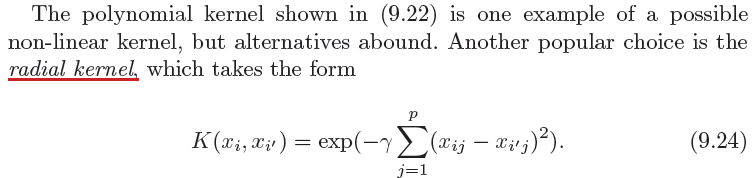 The polynomial kernel shown in (9.22) is one example of a possible
non-linear kernel, but alternatives abound. Another popular choice is the
radial kernel, which takes the form
K(x_i, x_{i'}) = exp(−γ \sum_{j=1}^{p} (x_{ij} − x_{i'j})^2). (9.24)